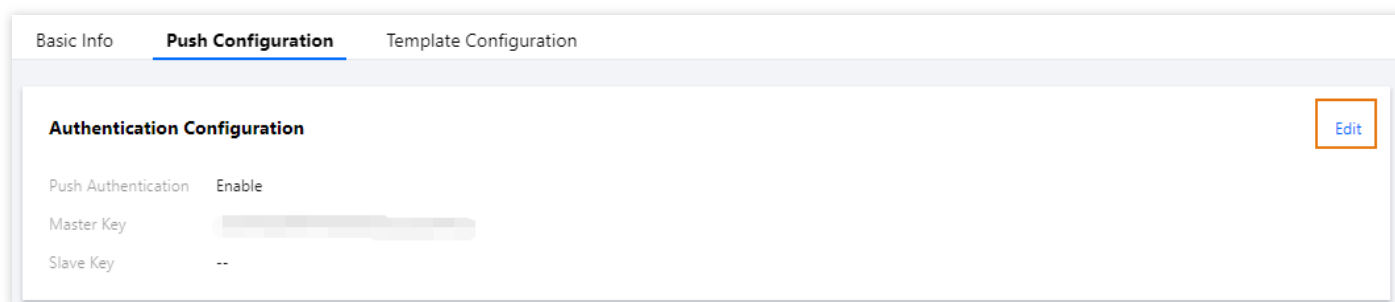 Basic Info Push Configuration Template Configuration
Authentication Configuration Edit
Push Authentication Enable
Master Key
Slave Key --